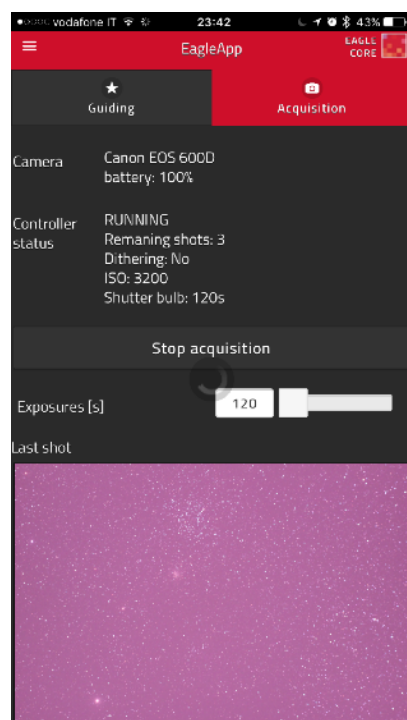 vodafone IT 23:42 43%
EagleApp
EAGLE
CORE
Guiding
Acquisition
Camera
Canon EOS 600D
battery: 100%
Controller
status
RUNNING
Remaning shots: 3
Dithering: No
ISO: 3200
Shutter bulb: 120s
Stop acquisition
Exposures [s] 120
Last shot